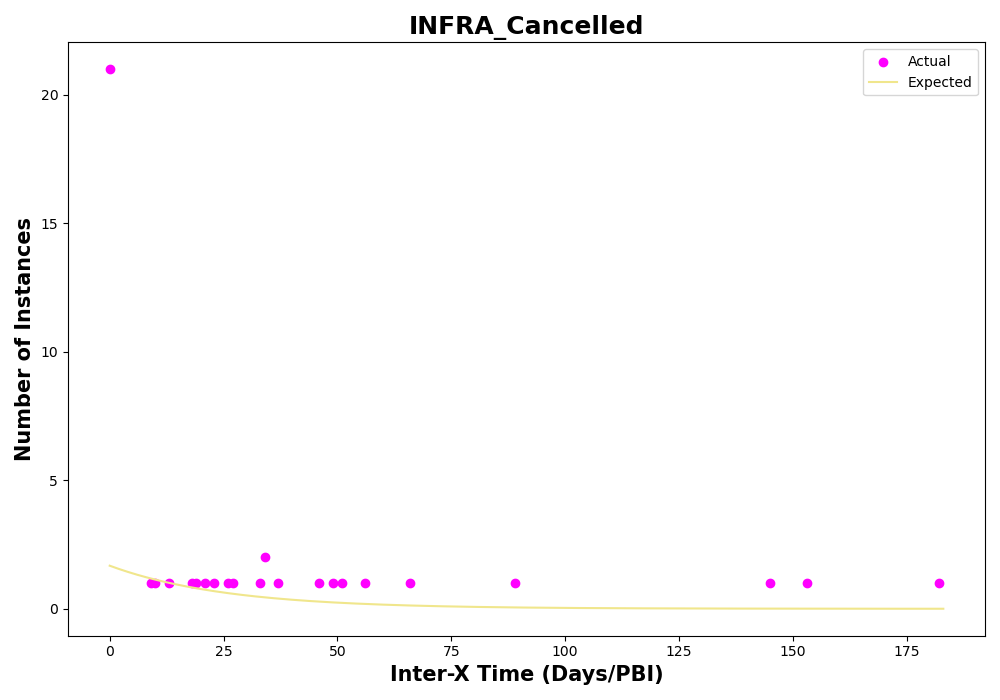 INFRA_Cancelled
Actual
Expected
Number of Instances
20
15
10
5
0
0
25
50
75
100
125
150
175
Inter-X Time (Days/PBI)